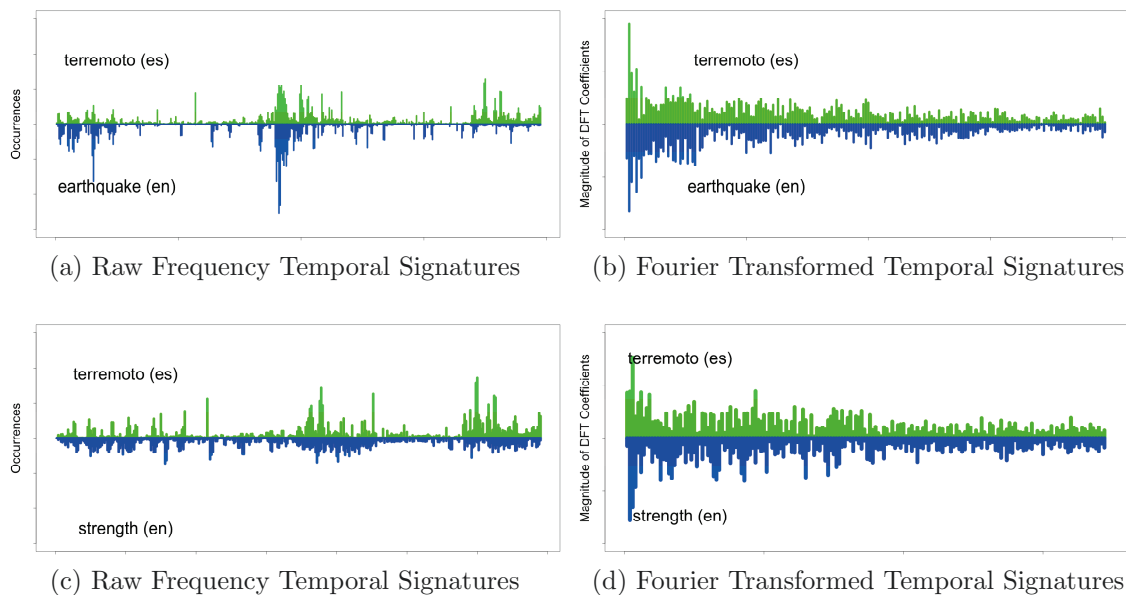 Occurrences
terremoto (es)
earthquake (en)
(a) Raw Frequency Temporal Signatures
Magnitude of DFT Coefficients
terremoto (es)
earthquake (en)
(b) Fourier Transformed Temporal Signatures
Occurrences
terremoto (es)
strength (en)
(c) Raw Frequency Temporal Signatures
Magnitude of DFT Coefficients
terremoto (es)
strength (en)
(d) Fourier Transformed Temporal Signatures